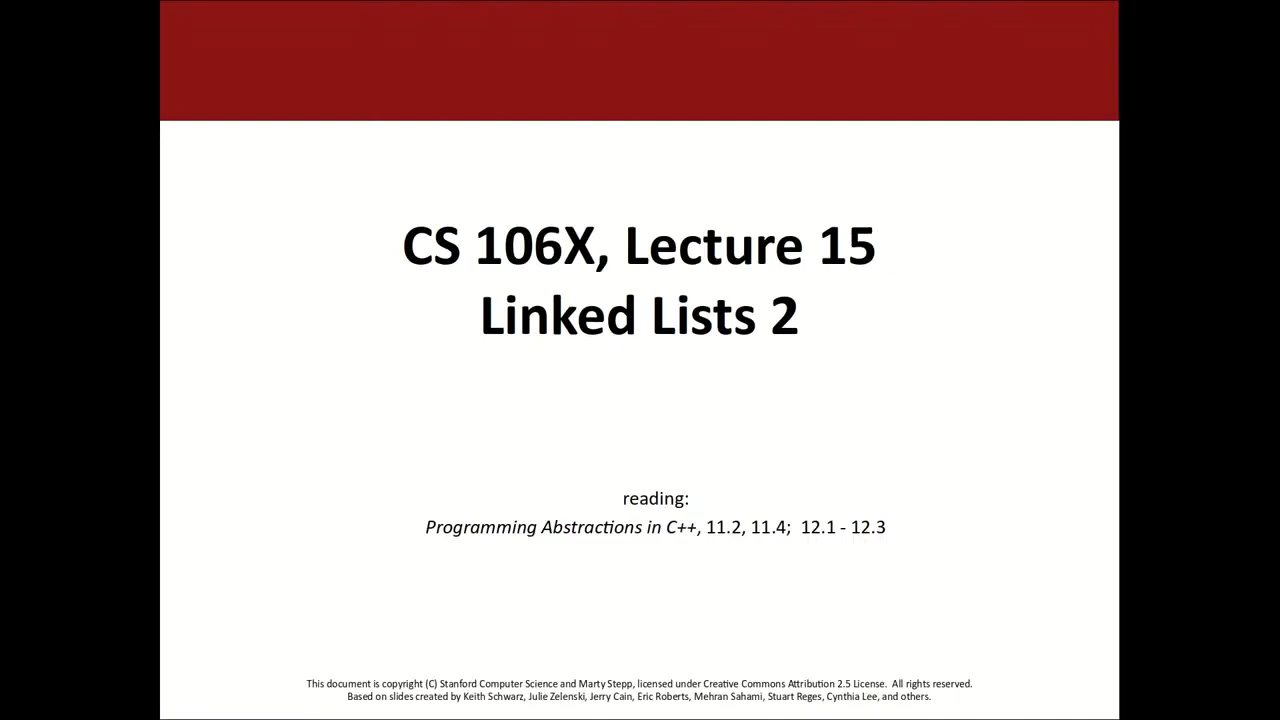 CS 106X, Lecture 15
Linked Lists 2
reading:
Programming Abstractions in C++, 11.2, 11.4;  12.1 - 12.3
This document is copyright (C) Stanford Computer Science and Marty Stepp, licensed under Creative Commons Attribution 2.5 License.  All rights reserved.
Based on slides created by Keith Schwarz, Julie Zelenski, Jerry Cain, Eric Roberts, Mehran Sahami, Stuart Reges, Cynthia Lee, and others.